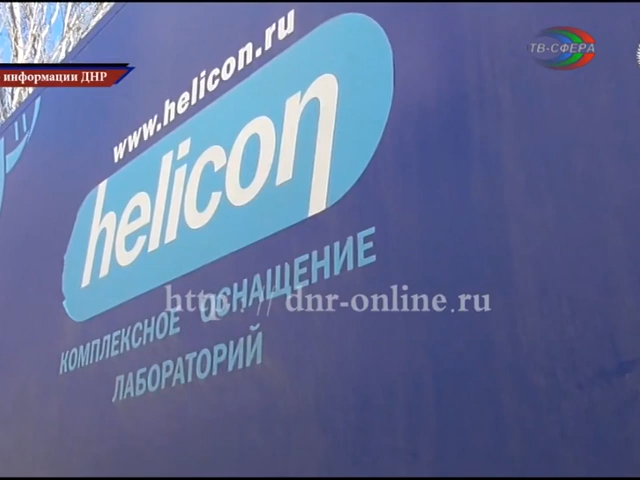 ТВ-СФЕРА
информации ДНР
www.helicon.ru
helicon
КОМПЛЕКСНОЕ ОСНАЩЕНИЕ
ЛАБОРАТОРИЙ
http://dnr-online.ru